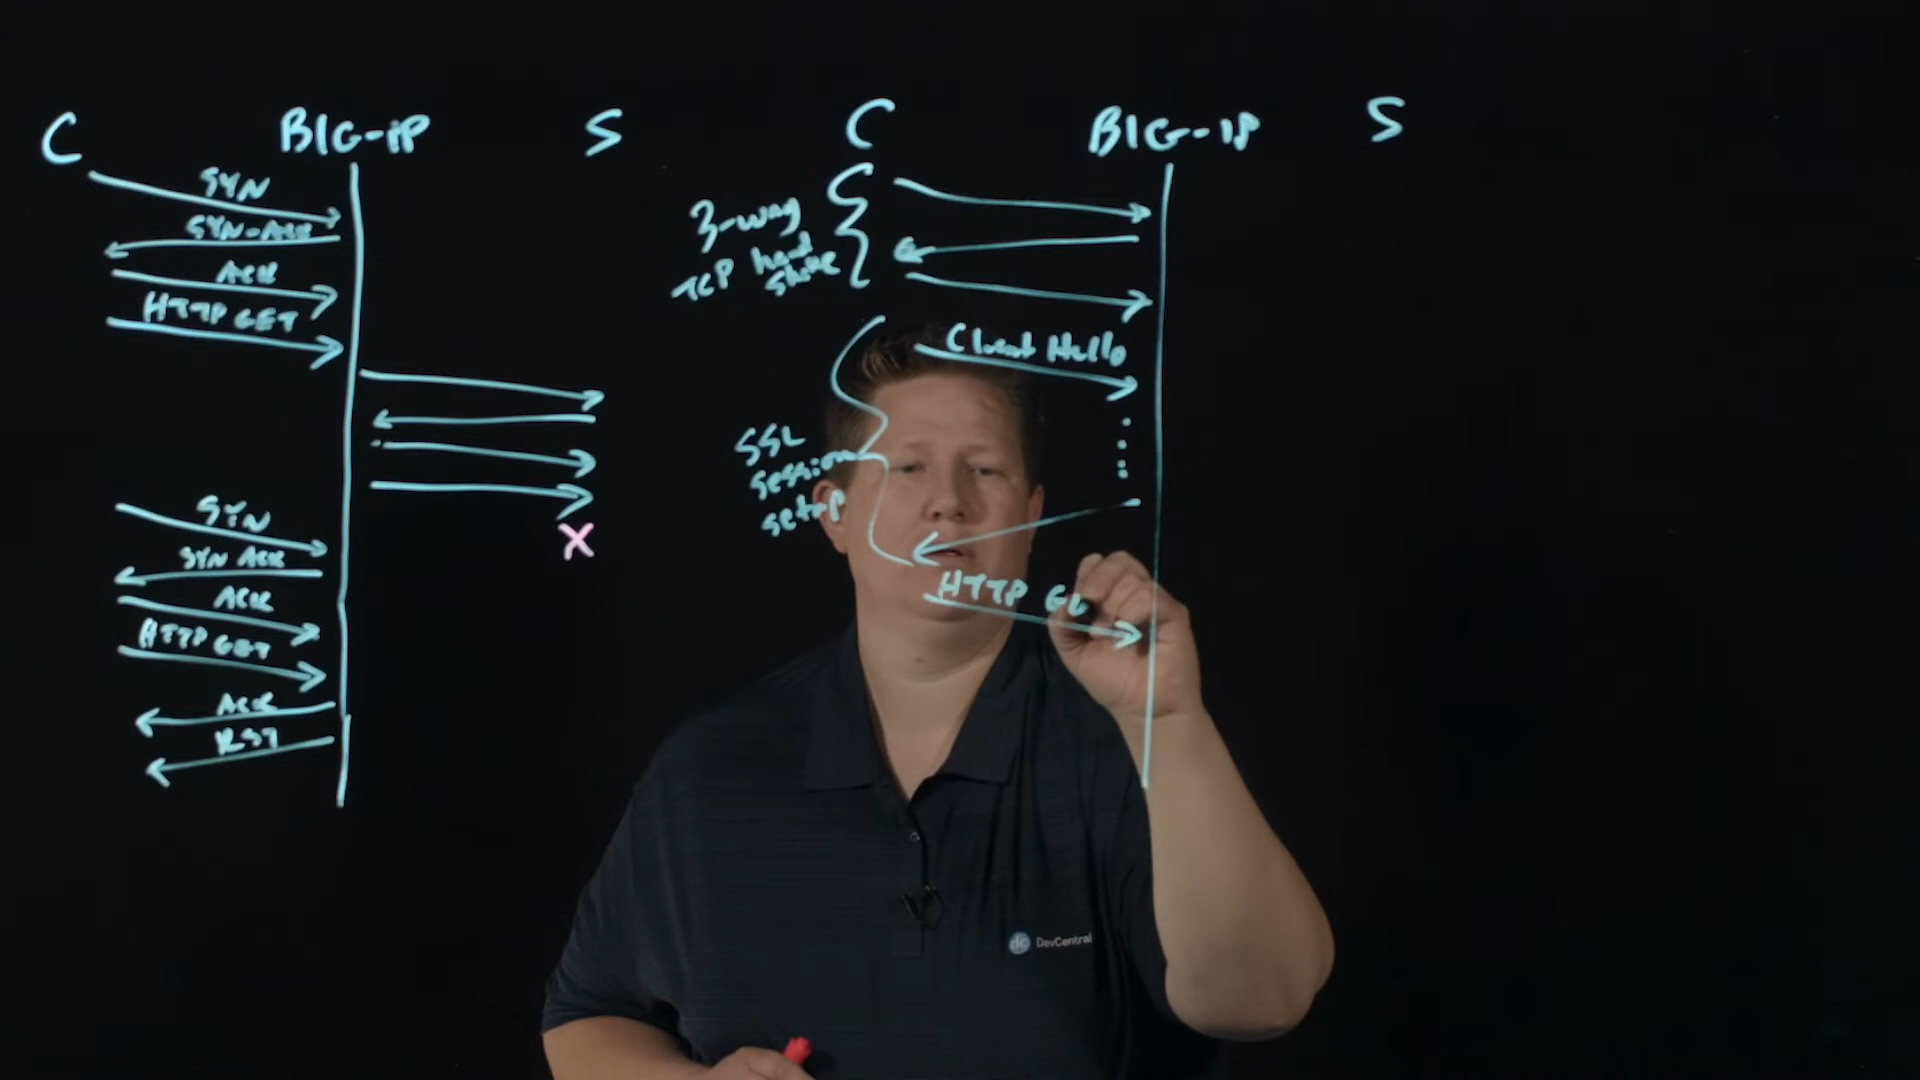 C BIG-IP S
SYN
SYN-ACK
ACK
HTTP GET
SYN
SYN ACK
ACK
HTTP GET
ACK
RST
X
C BIG-IP S
3-way
TCP hand
shake
Client Hello
SSL
session
setup
HTTP GE
dc DevCentral